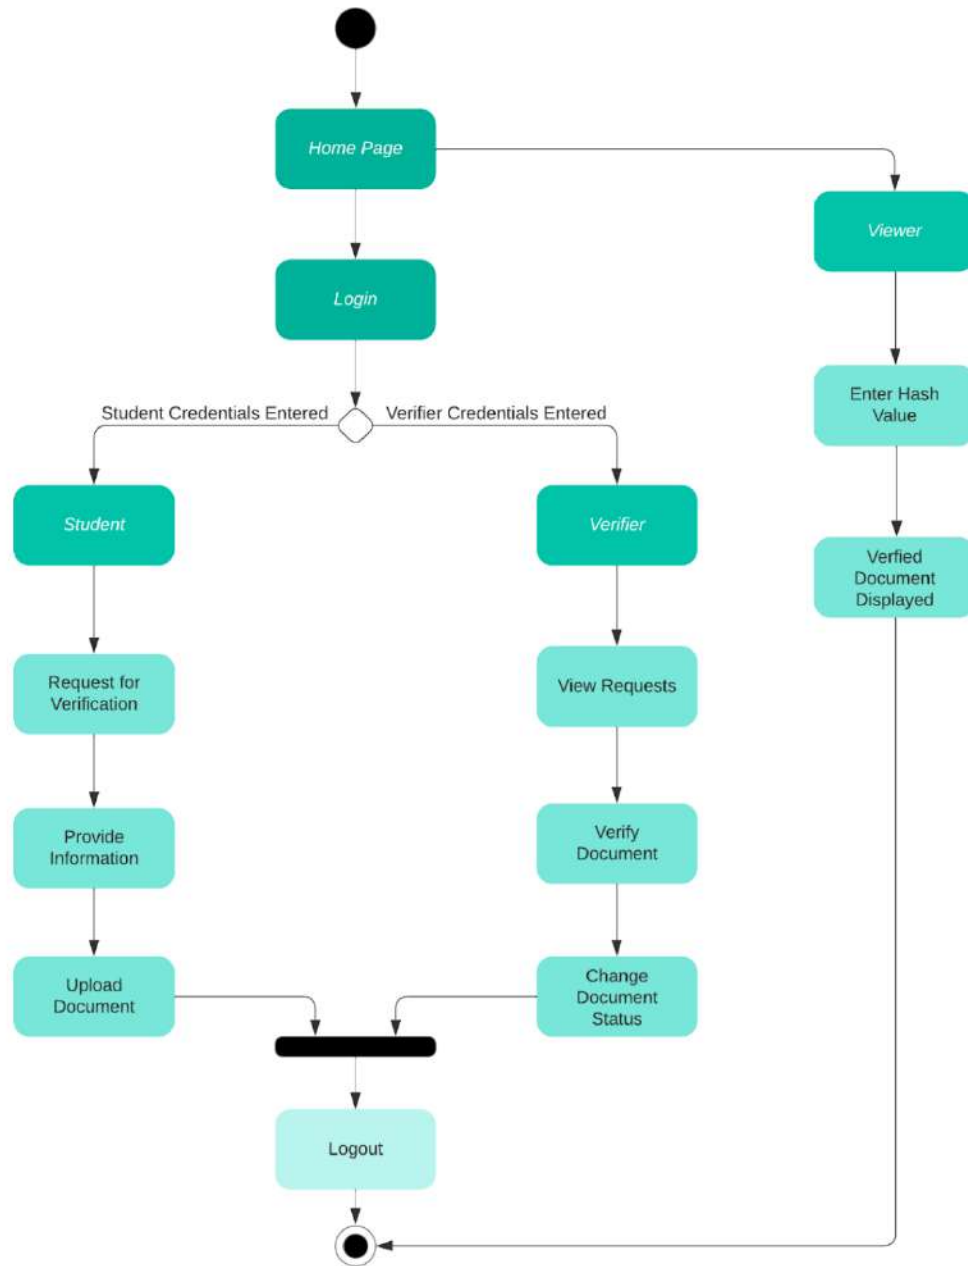 Home Page
Viewer
Login
Enter Hash
Value
Student Credentials Entered
Verifier Credentials Entered
Student
Verifier
Verfied
Document
Displayed
Request for
Verification
View Requests
Provide
Information
Verify
Document
Upload
Document
Change
Document
Status
Logout